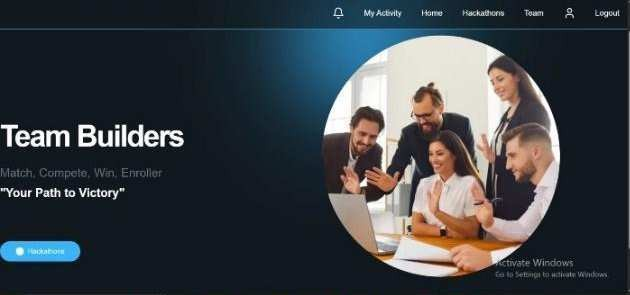 My Activity Home Hackathons Team Logout
Team Builders
Match, Compete, Win, Enroller
"Your Path to Victory"
Hackathons
Activate Windows
Go to Settings to activate Windows.